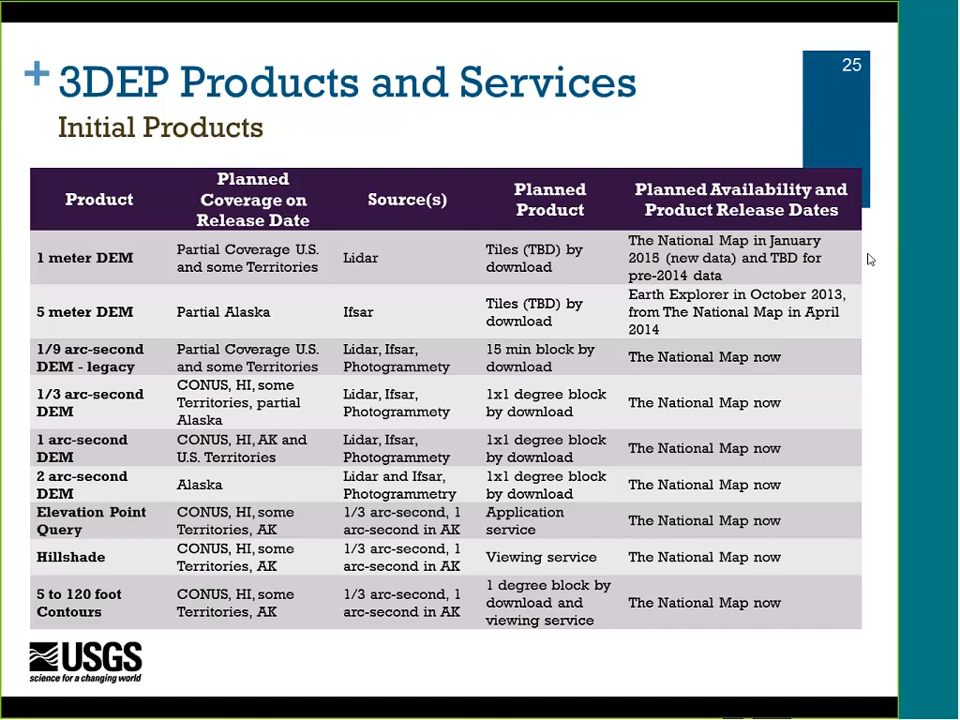 25
+ 3DEP Products and Services
Initial Products
Product
Planned
Coverage on
Release Date
Source(s)
Planned
Product
Planned Availability and
Product Release Dates
1 meter DEM
Partial Coverage U.S.
and some Territories
Lidar
Tiles (TBD) by
download
The National Map in January
2015 (new data) and TBD for
pre-2014 data
5 meter DEM
Partial Alaska
Ifsar
Tiles (TBD) by
download
Earth Explorer in October 2013,
from The National Map in April
2014
1/9 arc-second
DEM - legacy
Partial Coverage U.S.
and some Territories
Lidar, Ifsar,
Photogrammety
15 min block by
download
The National Map now
1/3 arc-second
DEM
CONUS, HI, some
Territories, partial
Alaska
Lidar, Ifsar,
Photogrammety
1x1 degree block
by download
The National Map now
1 arc-second
DEM
CONUS, HI, AK and
U.S. Territories
Lidar, Ifsar,
Photogrammety
1x1 degree block
by download
The National Map now
2 arc-second
DEM
Alaska
Lidar and Ifsar,
Photogrammetry
1x1 degree block
by download
The National Map now
Elevation Point
Query
CONUS, HI, some
Territories, AK
1/3 arc-second, 1
arc-second in AK
Application
service
The National Map now
Hillshade
CONUS, HI, some
Territories, AK
1/3 arc-second, 1
arc-second in AK
Viewing service
The National Map now
5 to 120 foot
Contours
CONUS, HI, some
Territories, AK
1/3 arc-second, 1
arc-second in AK
1 degree block by
download and
viewing service
The National Map now
USGS
science for a changing world